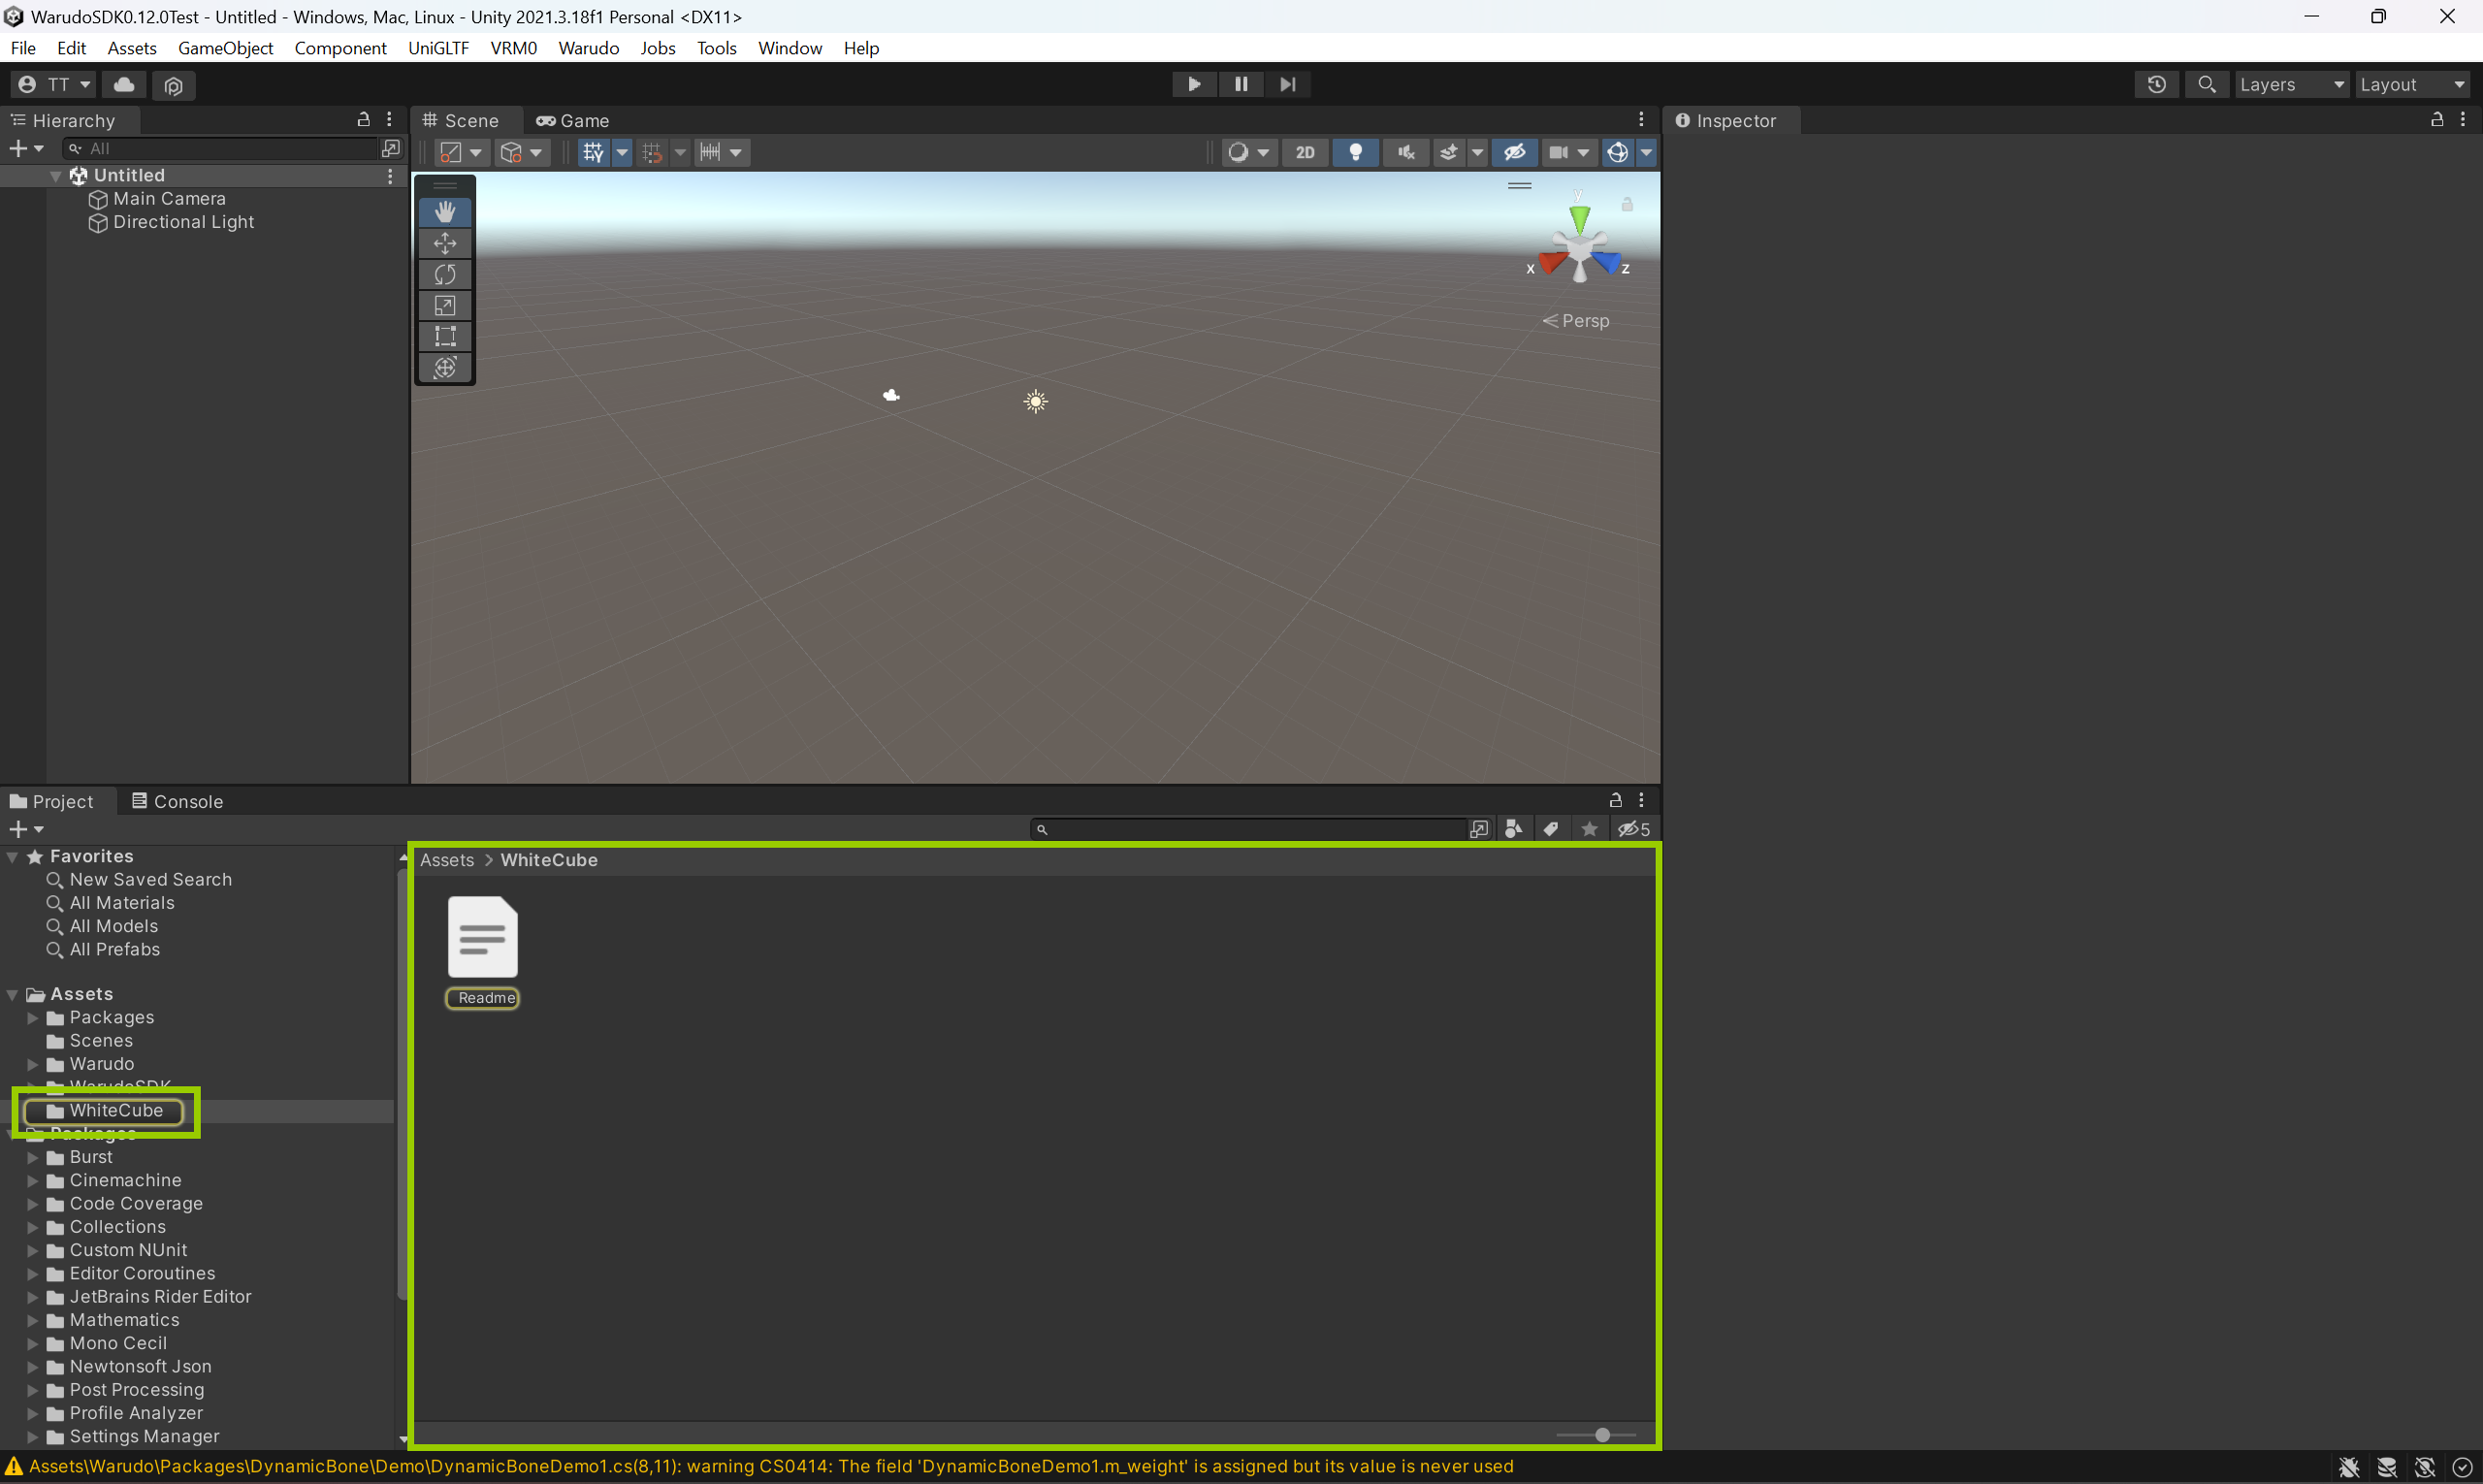 WarudoSDK0.12.0Test - Untitled - Windows, Mac, Linux - Unity 2021.3.18f1 Personal <DX11>
File Edit Assets GameObject Component UniGLTF VRM0 Warudo Jobs Tools Window Help
TT Layers Layout
Hierarchy
All
Untitled
Main Camera
Directional Light
Scene Game
2D
y
x z
Persp
Inspector
Project Console
5
Favorites
New Saved Search
All Materials
All Models
All Prefabs
Assets
Packages
Scenes
Warudo
WarudoSDK
WhiteCube
Packages
Burst
Cinemachine
Code Coverage
Collections
Custom NUnit
Editor Coroutines
JetBrains Rider Editor
Mathematics
Mono Cecil
Newtonsoft Json
Post Processing
Profile Analyzer
Settings Manager
Assets > WhiteCube
Readme
Assets\Warudo\Packages\DynamicBone\Demo\DynamicBoneDemo1.cs(8,11): warning CS0414: The field 'DynamicBoneDemo1.m_weight' is assigned but its value is never used